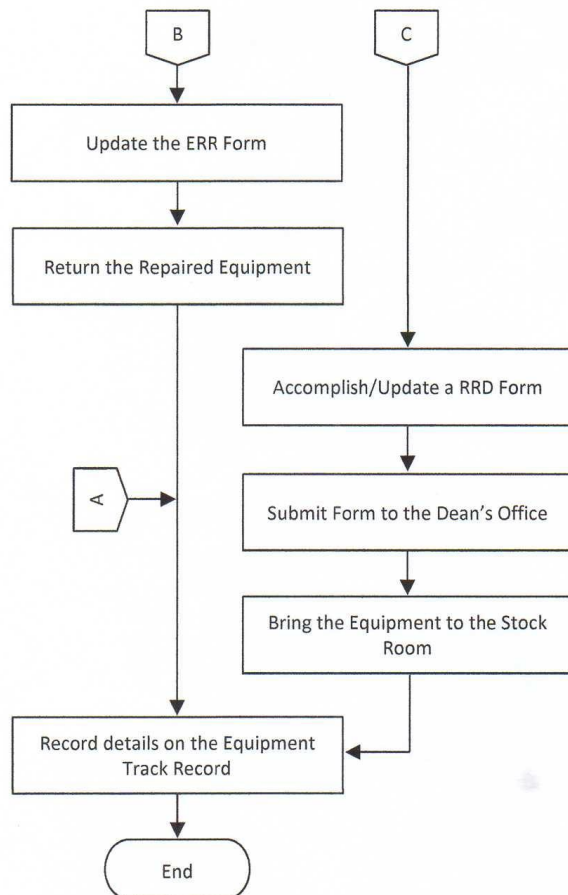 B
C
Update the ERR Form
Return the Repaired Equipment
Accomplish/Update a RRD Form
A
Submit Form to the Dean's Office
Bring the Equipment to the Stock
Room
Record details on the Equipment
Track Record
End